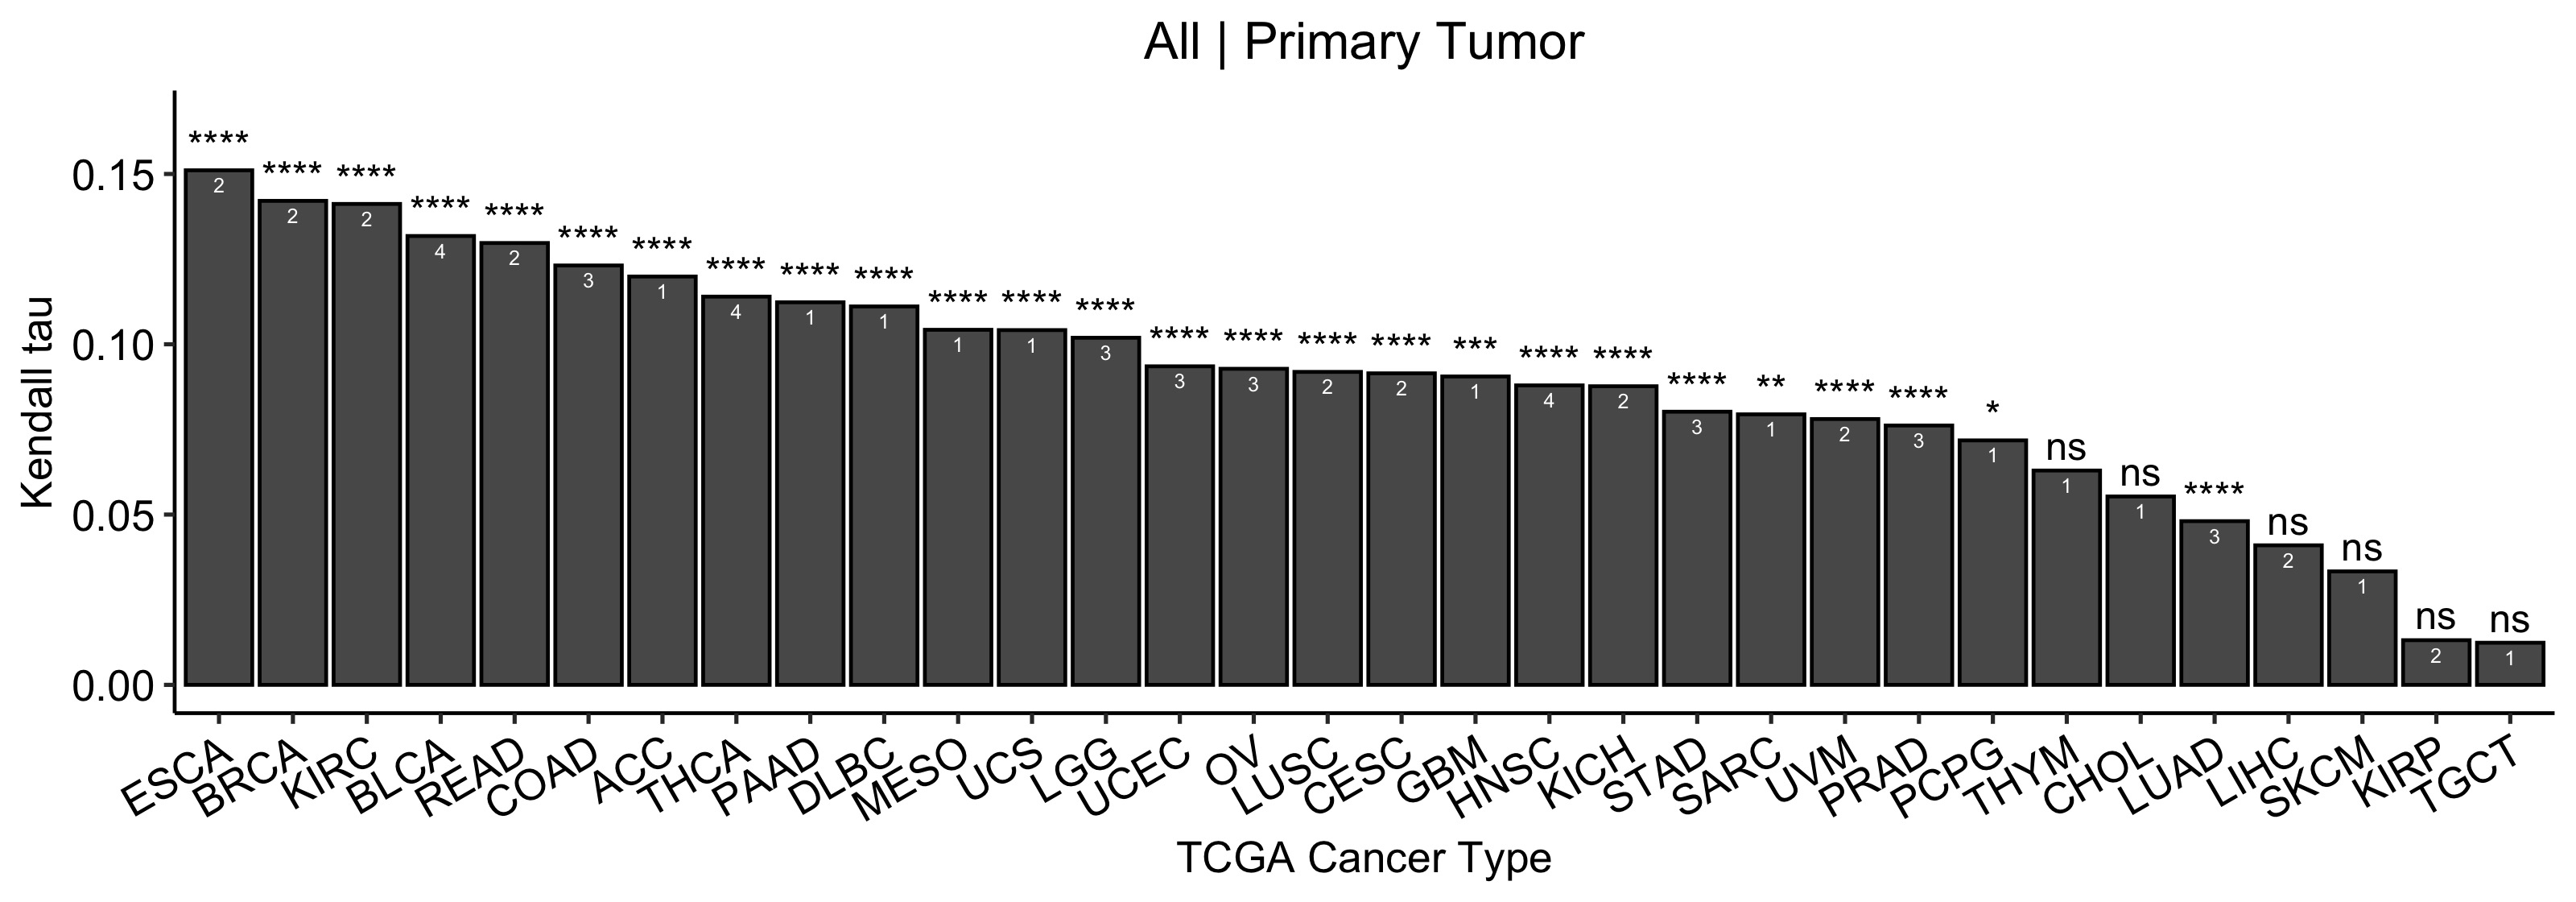 All | Primary Tumor
Kendall tau
0.15
0.10
0.05
0.00
**** **** **** **** **** **** **** **** **** **** **** **** **** **** **** **** **** *** **** **** **** ** **** **** * ns ns **** ns ns ns ns
2 2 2 4 2 3 1 4 1 1 1 1 3 3 3 2 2 1 4 2 3 1 2 3 1 1 1 3 2 1 2 1
ESCA BRCA KIRC BLCA READ COAD ACC THCA PAAD DLBC MESO UCS LGG UCEC OV LUSC CESC GBM HNSC KICH STAD SARC UVM PRAD PCPG THYM CHOL LUAD LIHC SKCM KIRP TGCT
TCGA Cancer Type